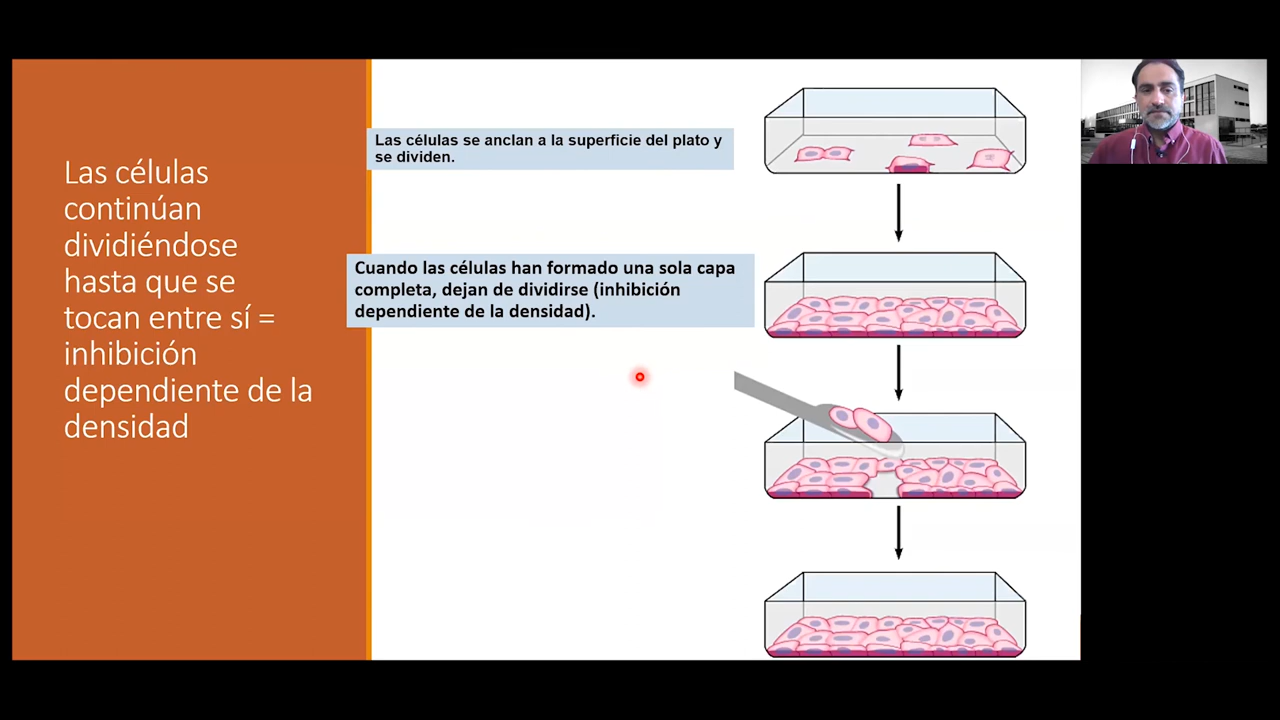 Las células
continúan
dividiéndose
hasta que se
tocan entre sí =
inhibición
dependiente de la
densidad
Las células se anclan a la superficie del plato y
se dividen.
Cuando las células han formado una sola capa
completa, dejan de dividirse (inhibición
dependiente de la densidad).